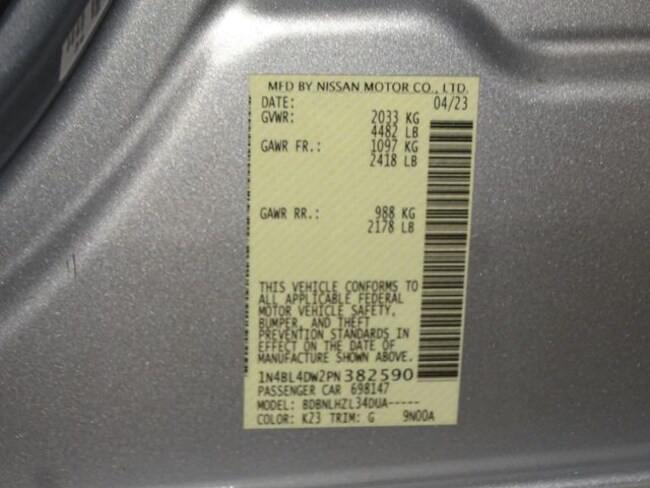 MFD BY NISSAN MOTOR CO., LTD.
DATE: 04/23
GVWR: 2033 KG
4482 LB
GAWR FR.: 1097 KG
2418 LB
GAWR RR.: 988 KG
2178 LB
THIS VEHICLE CONFORMS TO
ALL APPLICABLE FEDERAL
MOTOR VEHICLE SAFETY,
BUMPER, AND THEFT
PREVENTION STANDARDS IN
EFFECT ON THE DATE OF
MANUFACTURE SHOWN ABOVE.
1N4BL4DW2PN382590
PASSENGER CAR 698147
MODEL: BDBNLHZL34DUA-----
COLOR: K23 TRIM: G 9N00A